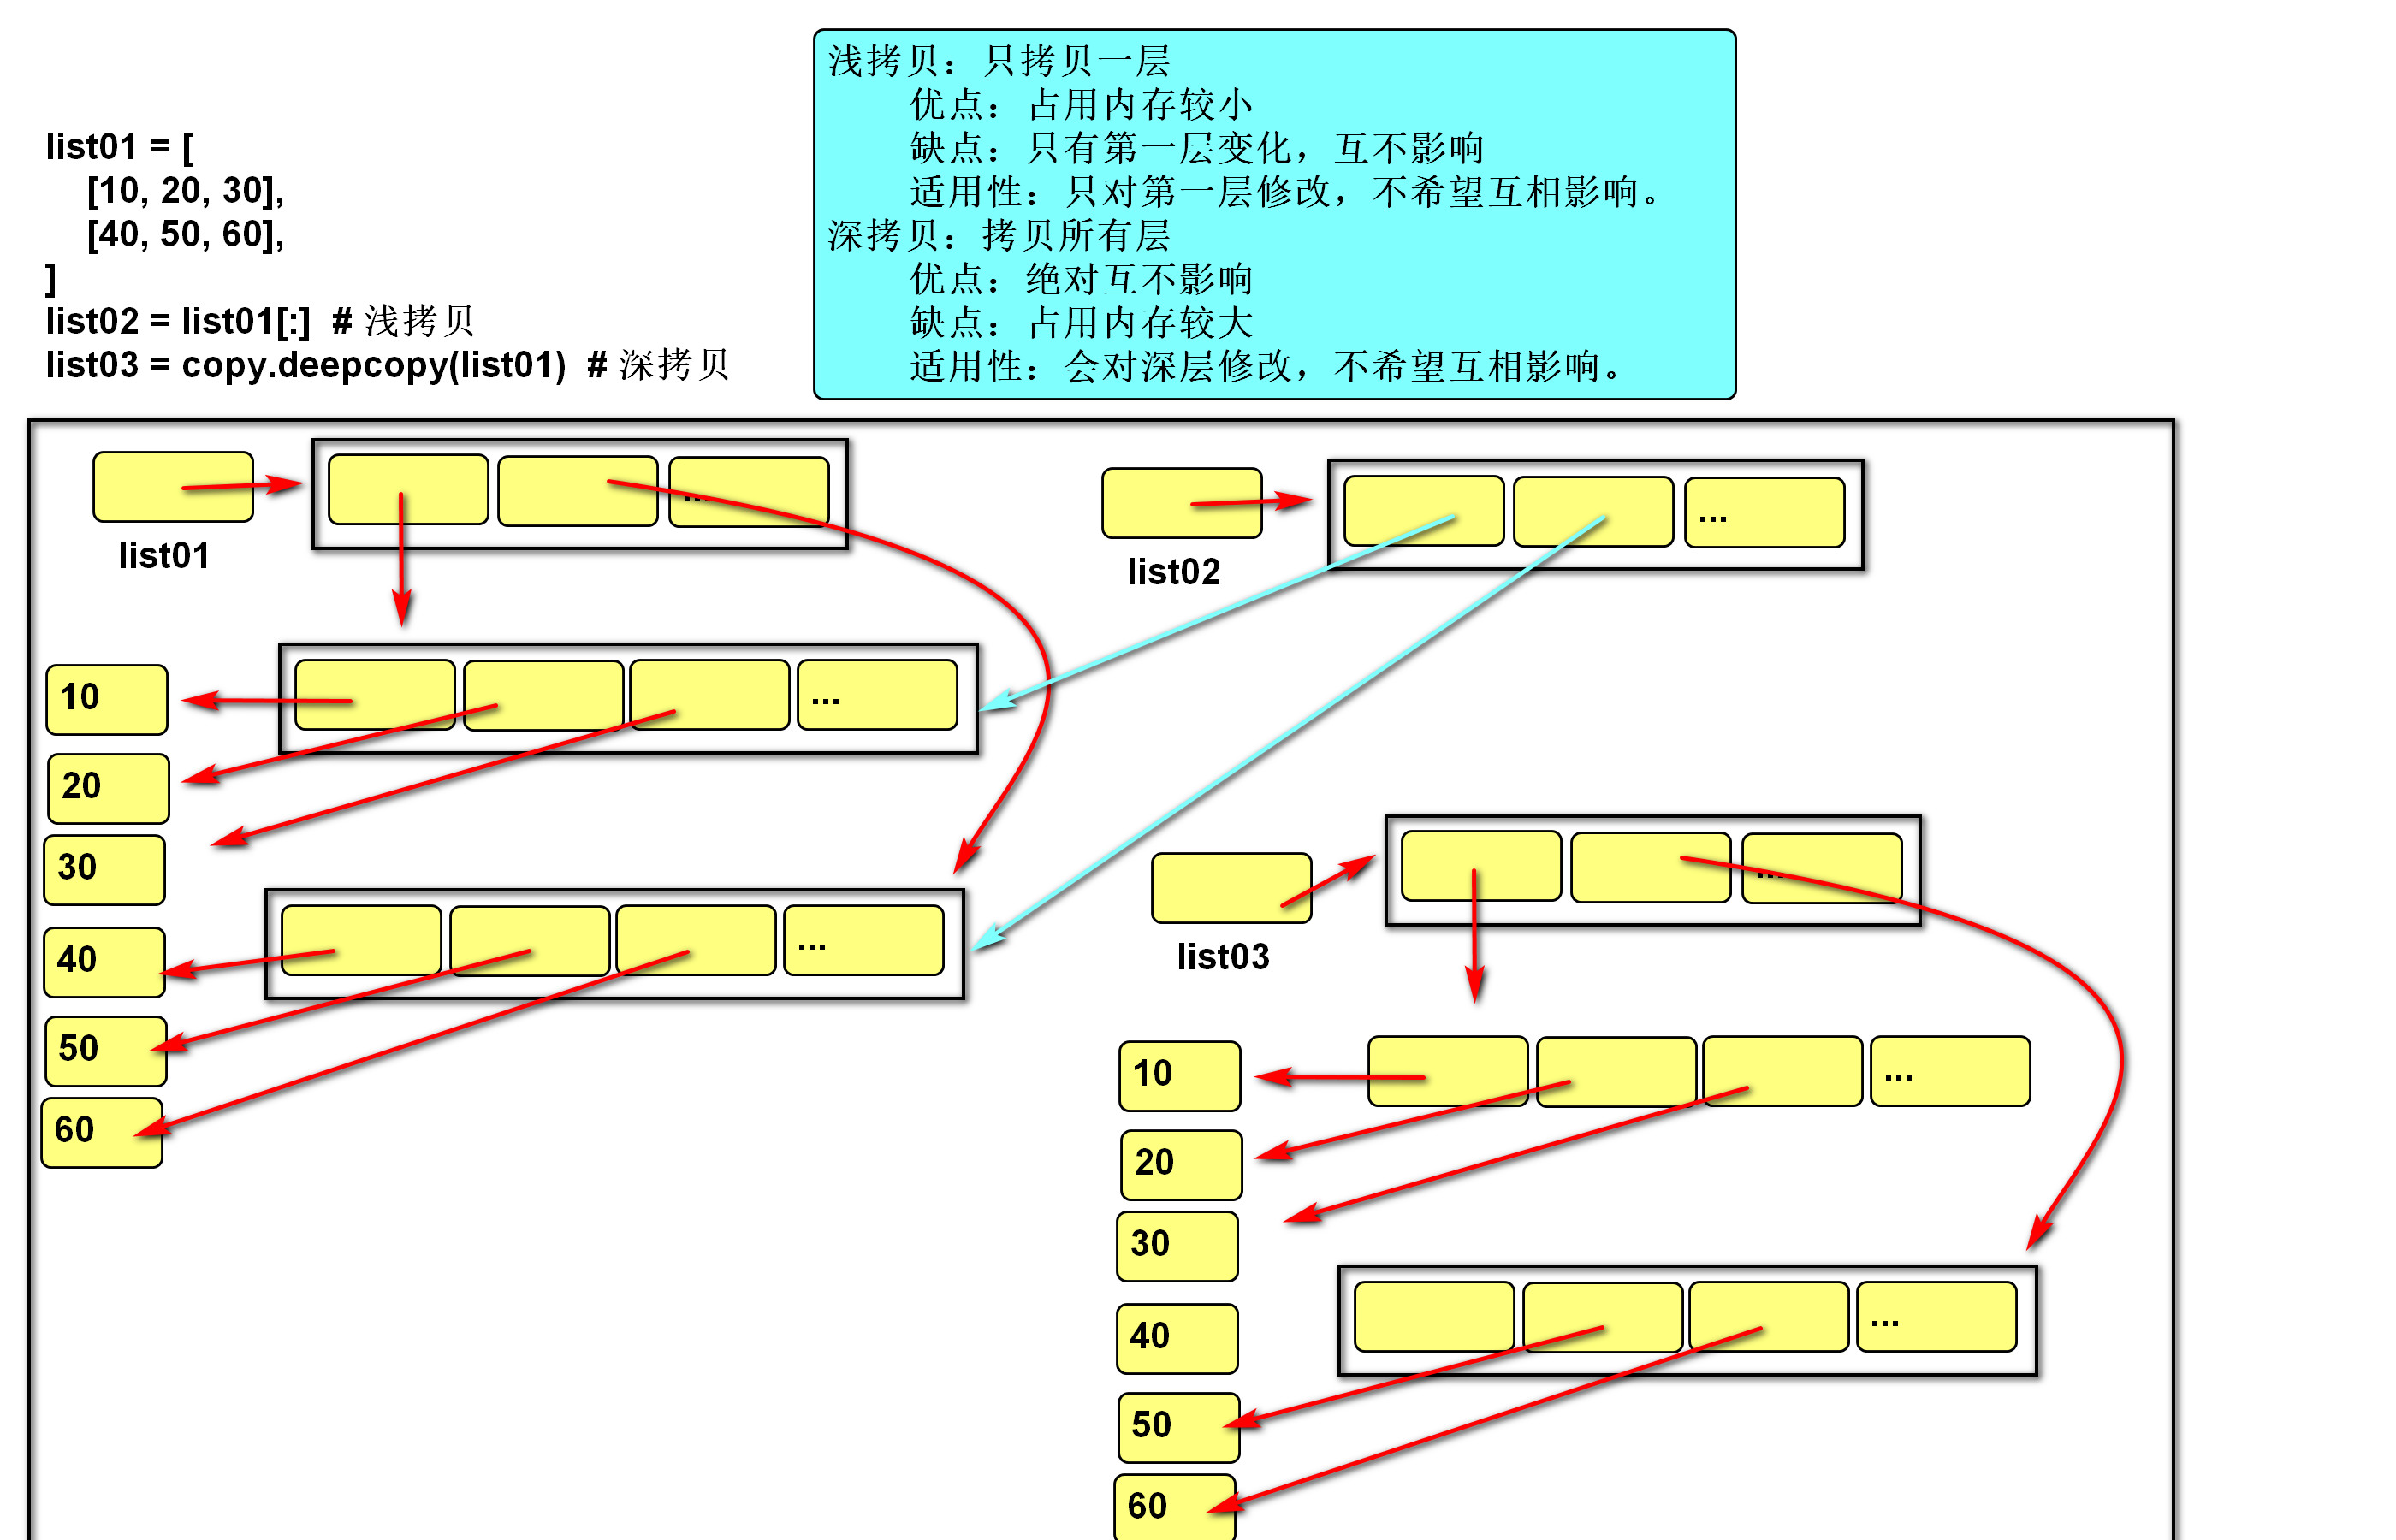 list01 = [
[10, 20, 30],
[40, 50, 60],
]
list02 = list01[:]  # 浅拷贝
list03 = copy.deepcopy(list01)  # 深拷贝
浅拷贝：只拷贝一层
优点：占用内存较小
缺点：只有第一层变化，互不影响
适用性：只对第一层修改，不希望互相影响。
深拷贝：拷贝所有层
优点：绝对互不影响
缺点：占用内存较大
适用性：会对深层修改，不希望互相影响。
...
list01
...
list02
10
...
20
30
40
...
50
60
...
list03
10
...
20
30
40
...
50
60